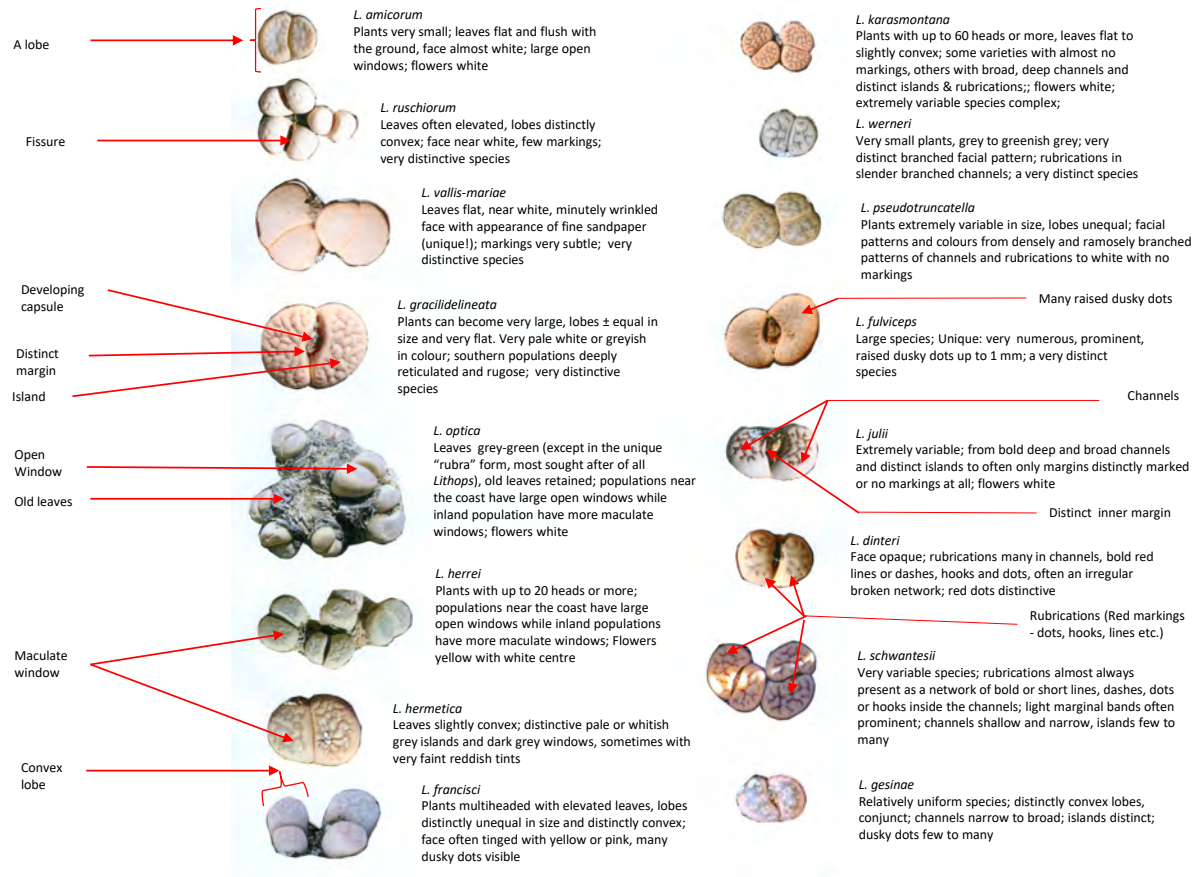 A lobe
Fissure
Developing
capsule
Distinct
margin
Island
Open
Window
Old leaves
Maculate
window
Convex
lobe
L. amicorum
Plants very small; leaves flat and flush with
the ground, face almost white; large open
windows; flowers white
L. ruschiorum
Leaves often elevated, lobes distinctly
convex; face near white, few markings;
very distinctive species
L. vallis-mariae
Leaves flat, near white, minutely wrinkled
face with appearance of fine sandpaper
(unique!); markings very subtle; very
distinctive species
L. gracilidelineata
Plants can become very large, lobes ± equal in
size and very flat. Very pale white or greyish
in colour; southern populations deeply
reticulated and rugose; very distinctive
species
L. optica
Leaves grey-green (except in the unique
“rubra” form, most sought after of all
Lithops), old leaves retained; populations near
the coast have large open windows while
inland population have more maculate
windows; flowers white
L. herrei
Plants with up to 20 heads or more;
populations near the coast have large
open windows while inland populations
have more maculate windows; Flowers
yellow with white centre
L. hermetica
Leaves slightly convex; distinctive pale or whitish
grey islands and dark grey windows, sometimes with
very faint reddish tints
L. francisci
Plants multiheaded with elevated leaves, lobes
distinctly unequal in size and distinctly convex;
face often tinged with yellow or pink, many
dusky dots visible
L. karasmontana
Plants with up to 60 heads or more, leaves flat to
slightly convex; some varieties with almost no
markings, others with broad, deep channels and
distinct islands & rubrications;; flowers white;
extremely variable species complex;
L. werneri
Very small plants, grey to greenish grey; very
distinct branched facial pattern; rubrications in
slender branched channels; a very distinct species
L. pseudotruncatella
Plants extremely variable in size, lobes unequal; facial
patterns and colours from densely and ramosely branched
patterns of channels and rubrications to white with no
markings
Many raised dusky dots
L. fulviceps
Large species; Unique: very numerous, prominent,
raised dusky dots up to 1 mm; a very distinct
species
Channels
L. julii
Extremely variable; from bold deep and broad channels
and distinct islands to often only margins distinctly marked
or no markings at all; flowers white
Distinct inner margin
L. dinteri
Face opaque; rubrications many in channels, bold red
lines or dashes, hooks and dots, often an irregular
broken network; red dots distinctive
Rubrications (Red markings
- dots, hooks, lines etc.)
L. schwantesii
Very variable species; rubrications almost always
present as a network of bold or short lines, dashes, dots
or hooks inside the channels; light marginal bands often
prominent; channels shallow and narrow, islands few to
many
L. gesinae
Relatively uniform species; distinctly convex lobes,
conjunct; channels narrow to broad; islands distinct;
dusky dots few to many